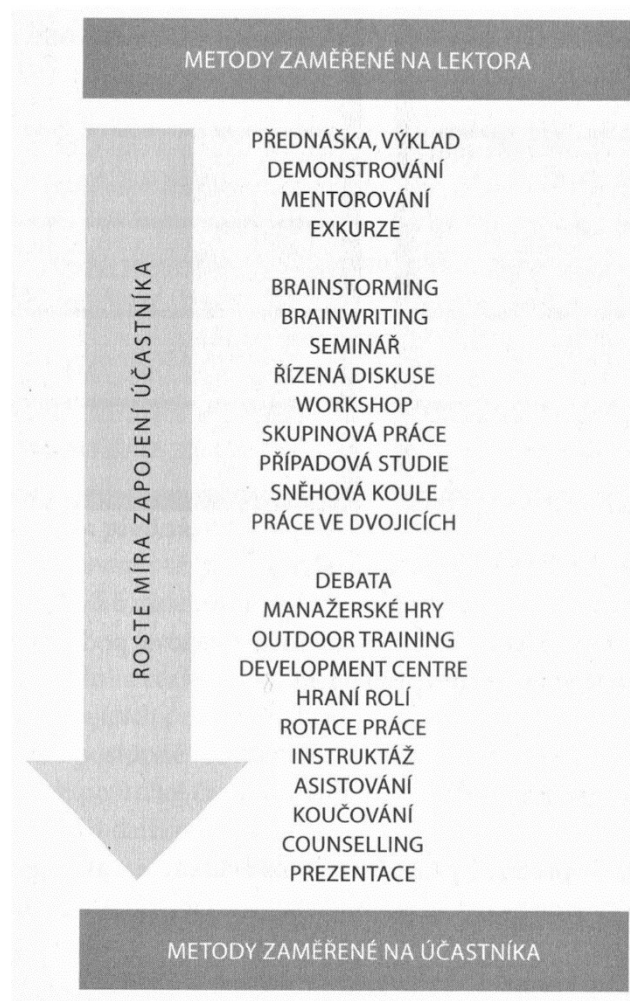 METODY ZAMĚŘENÉ NA LEKTORA
ROSTE MÍRA ZAPOJENÍ ÚČASTNÍKA
PŘEDNÁŠKA, VÝKLAD
DEMONSTROVÁNÍ
MENTOROVÁNÍ
EXKURZE
BRAINSTORMING
BRAINWRITING
SEMINÁŘ
ŘÍZENÁ DISKUSE
WORKSHOP
SKUPINOVÁ PRÁCE
PŘÍPADOVÁ STUDIE
SNĚHOVÁ KOULE
PRÁCE VE DVOJICÍCH
DEBATA
MANAŽERSKÉ HRY
OUTDOOR TRAINING
DEVELOPMENT CENTRE
HRANÍ ROLÍ
ROTACE PRÁCE
INSTRUKTÁŽ
ASISTOVÁNÍ
KOUČOVÁNÍ
COUNSELLING
PREZENTACE
METODY ZAMĚŘENÉ NA ÚČASTNÍKA